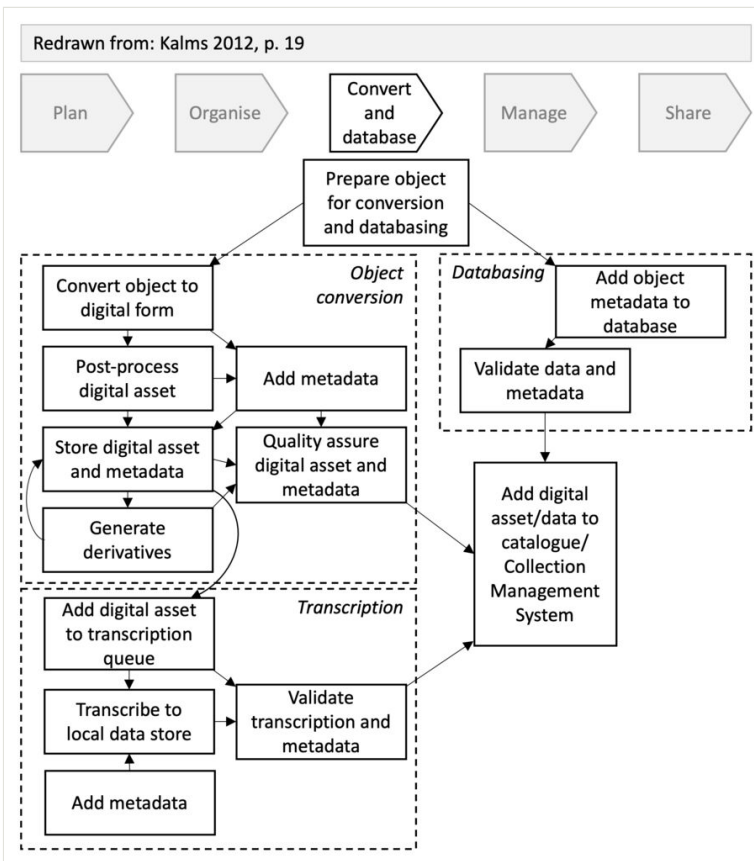 Redrawn from: Kalms 2012, p. 19
Plan
Organise
Convert
and
database
Manage
Share
Prepare object
for conversion
and databasing
Object
conversion
Convert object to
digital form
Post-process
digital asset
Add metadata
Store digital asset
and metadata
Quality assure
digital asset and
metadata
Generate
derivatives
Databasing
Add object
metadata to
database
Validate data and
metadata
Add digital
asset/data to
catalogue/
Collection
Management
System
Transcription
Add digital asset
to transcription
queue
Transcribe to
local data store
Validate
transcription and
metadata
Add metadata